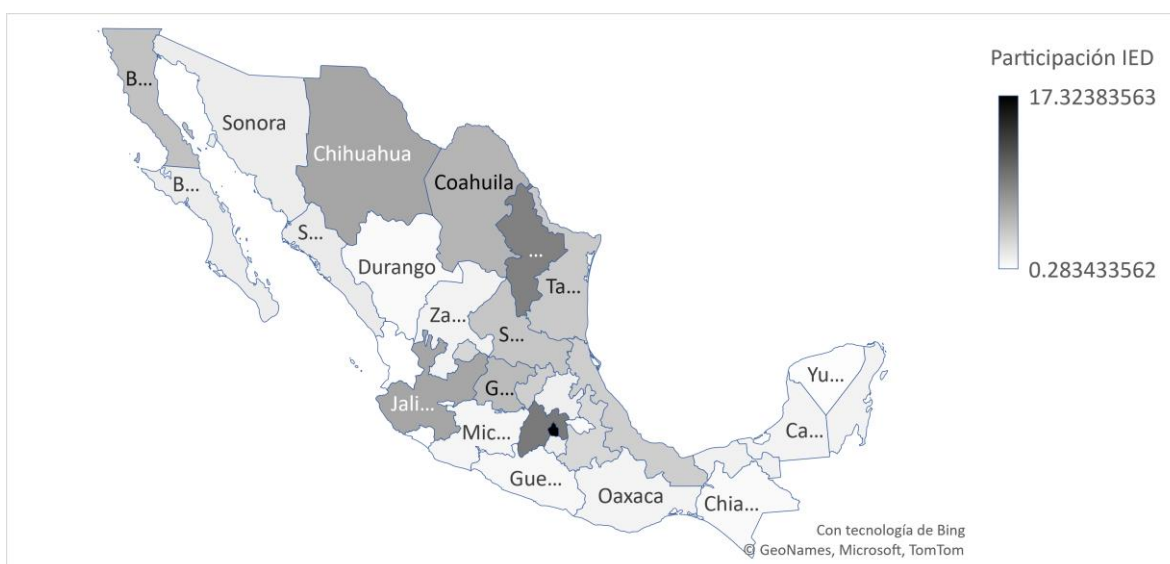 Participación IED
17.32383563
0.283433562
B...
Sonora
Chihuahua
Coahuila
B...
S...
Durango
...
Ta...
Za...
S...
G...
Jali...
Mic...
Yu...
Ca...
Gue...
Oaxaca
Chia...
Con tecnología de Bing
© GeoNames, Microsoft, TomTom